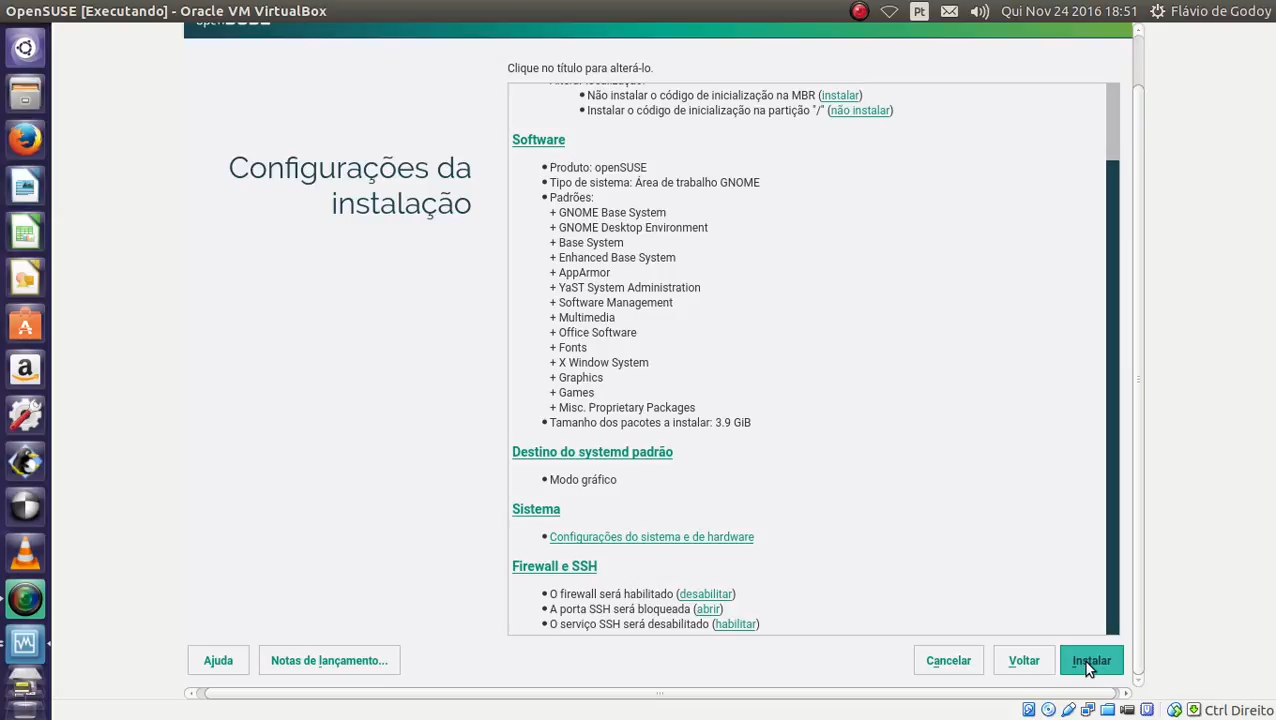 OpenSUSE [Executando] - Oracle VM VirtualBox
Pt
Qui Nov 24 2016 18:51
Flávio de Godoy
openSUSE
Clique no título para alterá-lo.
Configurações da
instalação
Não instalar o código de inicialização na MBR (instalar)
Instalar o código de inicialização na partição "/" (não instalar)
Software
Produto: openSUSE
Tipo de sistema: Área de trabalho GNOME
Padrões:
+ GNOME Base System
+ GNOME Desktop Environment
+ Base System
+ Enhanced Base System
+ AppArmor
+ YaST System Administration
+ Software Management
+ Multimedia
+ Office Software
+ Fonts
+ X Window System
+ Graphics
+ Games
+ Misc. Proprietary Packages
Tamanho dos pacotes a instalar: 3.9 GiB
Destino do systemd padrão
Modo gráfico
Sistema
Configurações do sistema e de hardware
Firewall e SSH
O firewall será habilitado (desabilitar)
A porta SSH será bloqueada (abrir)
O serviço SSH será desabilitado (habilitar)
Ajuda
Notas de lançamento...
Cancelar
Voltar
Instalar
Ctrl Direito